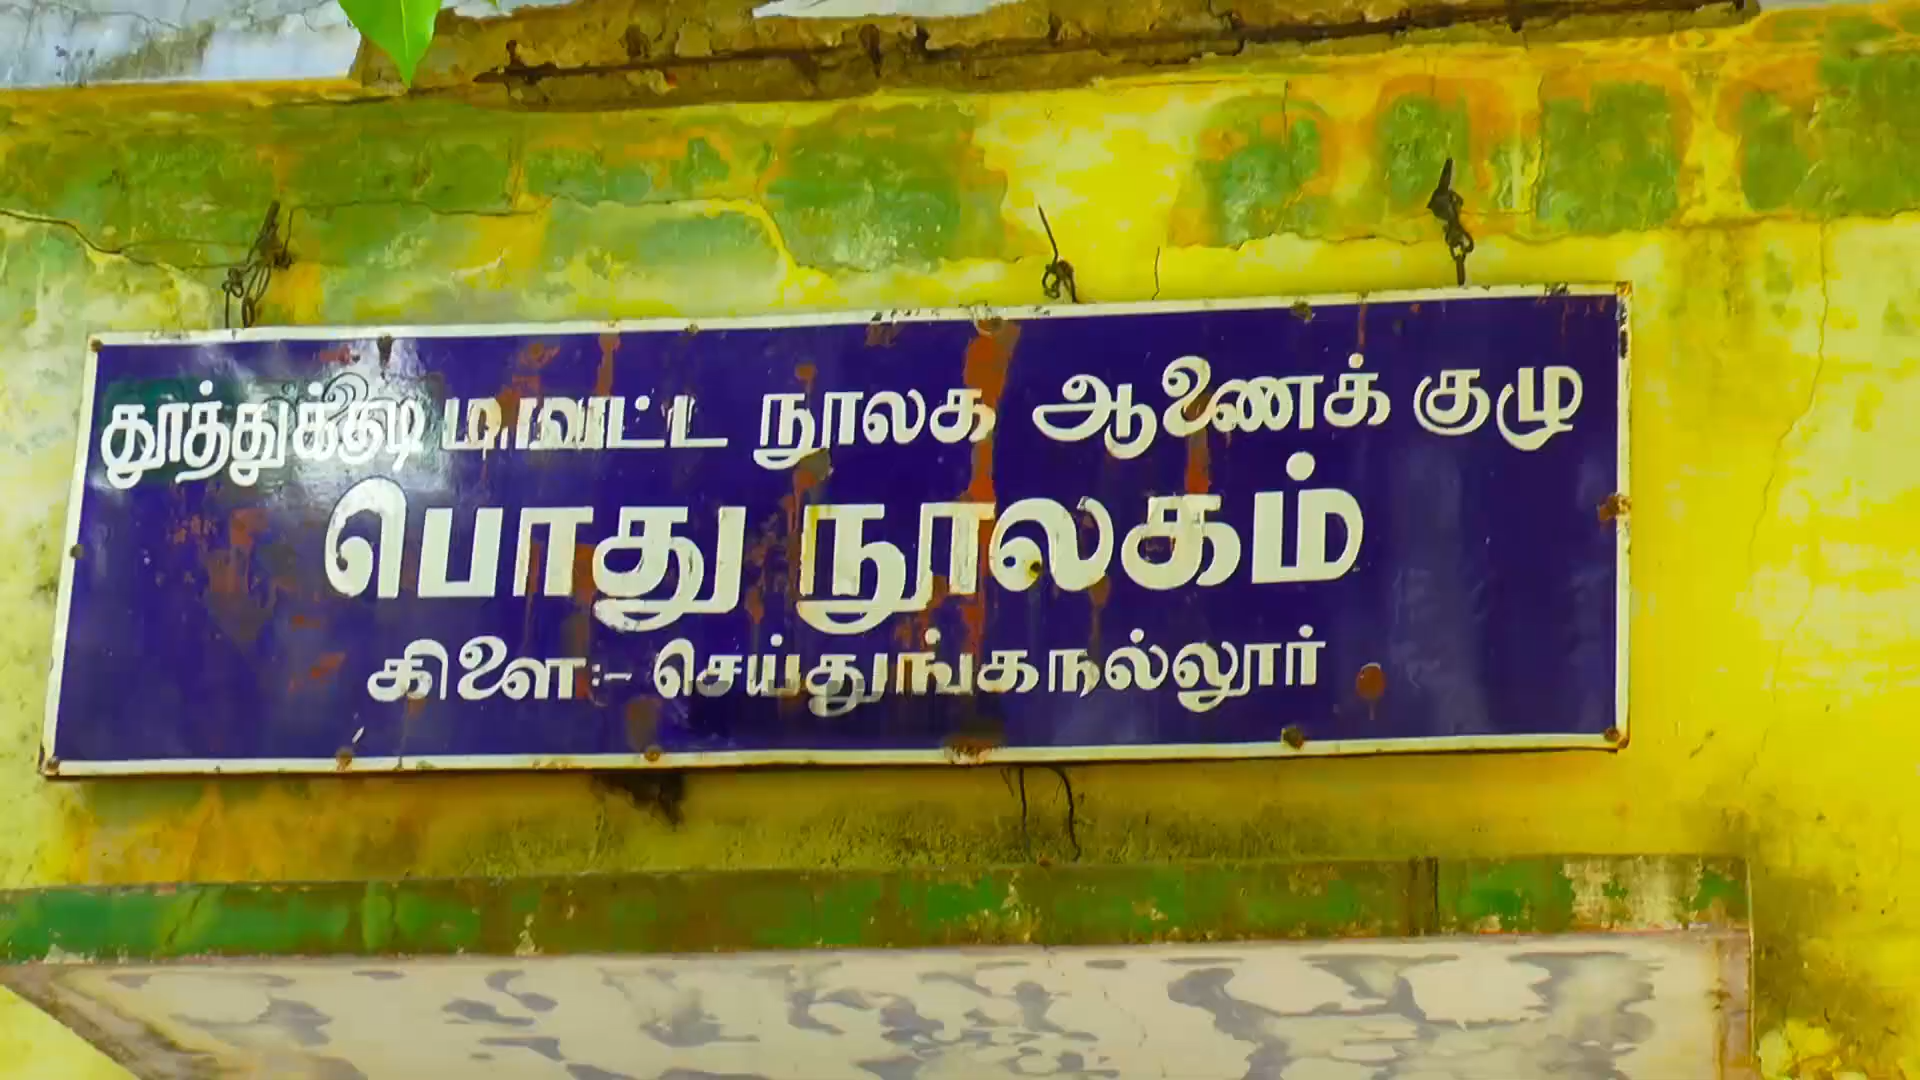 தூத்துக்குடி மாவட்ட நூலக ஆணைக் குழு
பொது நூலகம்
கிளை:- செய்துங்கநல்லூர்